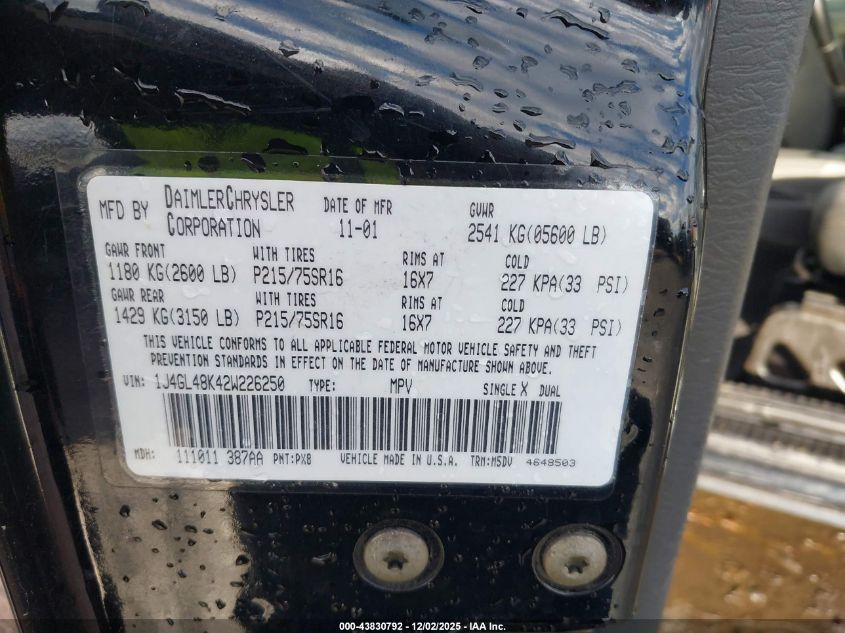 MFD BY DAIMLERCHRYSLER CORPORATION DATE OF MFR 11-01 GVWR 2541 KG(05600 LB)
GAWR FRONT WITH TIRES RIMS AT COLD
1180 KG(2600 LB) P215/75SR16 16X7 227 KPA(33 PSI)
GAWR REAR WITH TIRES RIMS AT COLD
1429 KG(3150 LB) P215/75SR16 16X7 227 KPA(33 PSI)
THIS VEHICLE CONFORMS TO ALL APPLICABLE FEDERAL MOTOR VEHICLE SAFETY AND THEFT
PREVENTION STANDARDS IN EFFECT ON THE DATE OF MANUFACTURE SHOWN ABOVE.
VIN: 1J4GL48K42W226250 TYPE: MPV SINGLE X DUAL
MDH: 111011 387AA PNT:PX8 VEHICLE MADE IN U.S.A. TRM:M5DV 4648503
000-43830792 - 12/02/2025 - IAA Inc.